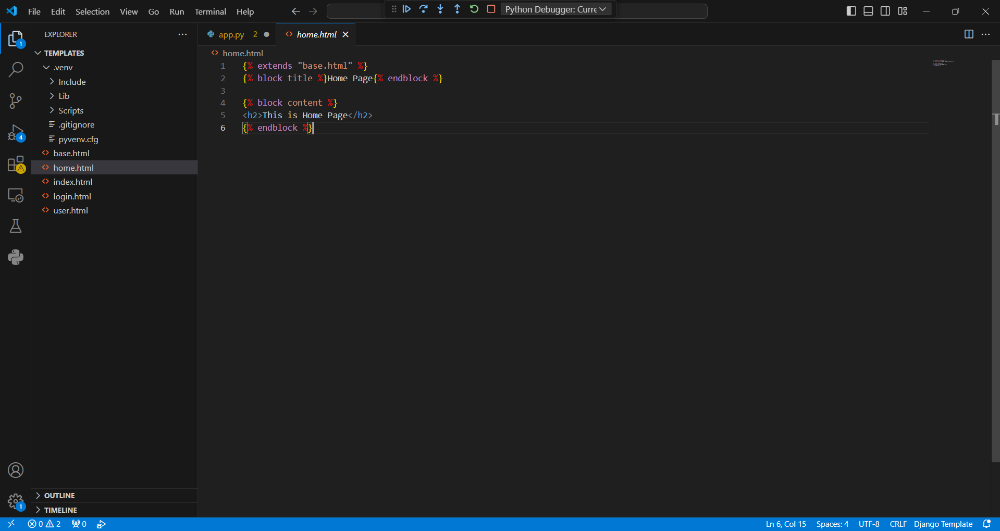 File Edit Selection View Go Run Terminal Help
Python Debugger: Curre
EXPLORER
app.py 2
home.html
TEMPLATES
.venv
Include
Lib
Scripts
.gitignore
pyvenv.cfg
base.html
home.html
index.html
login.html
user.html
OUTLINE
TIMELINE
1
4
1
home.html
1 {% extends "base.html" %}
2 {% block title %}Home Page{% endblock %}
3
4 {% block content %}
5 <h2>This is Home Page</h2>
6 {% endblock %}
0 2 0
Ln 6, Col 15 Spaces: 4 UTF-8 CRLF Django Template